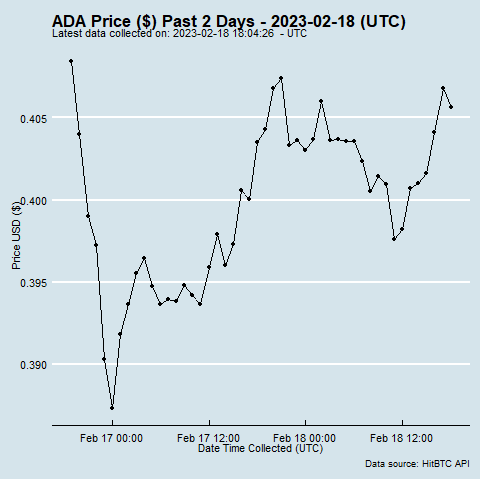 ADA Price ($) Past 2 Days - 2023-02-18 (UTC)
Latest data collected on: 2023-02-18 18:04:26  - UTC
0.405
0.400
0.395
0.390
Price USD ($)
Feb 17 00:00
Feb 17 12:00
Feb 18 00:00
Feb 18 12:00
Date Time Collected (UTC)
Data source: HitBTC API